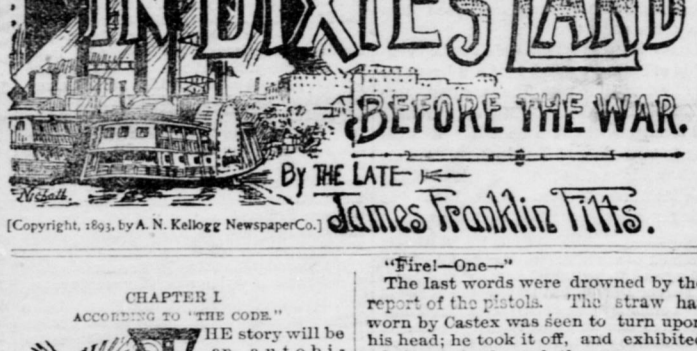 IN DIXIE'S LAND
BEFORE THE WAR.
By THE LATE
James Franklin Fitts.
Nicholl.
[Copyright, 1893, by A. N. Kellogg Newspaper Co.]
CHAPTER I.
ACCORDING TO "THE CODE."
THE story will be
an autobi-
"Fire!—One—"
The last words were drowned by the
report of the pistols. The straw hat
worn by Castex was seen to turn upon
his head; he took it off, and exhibited